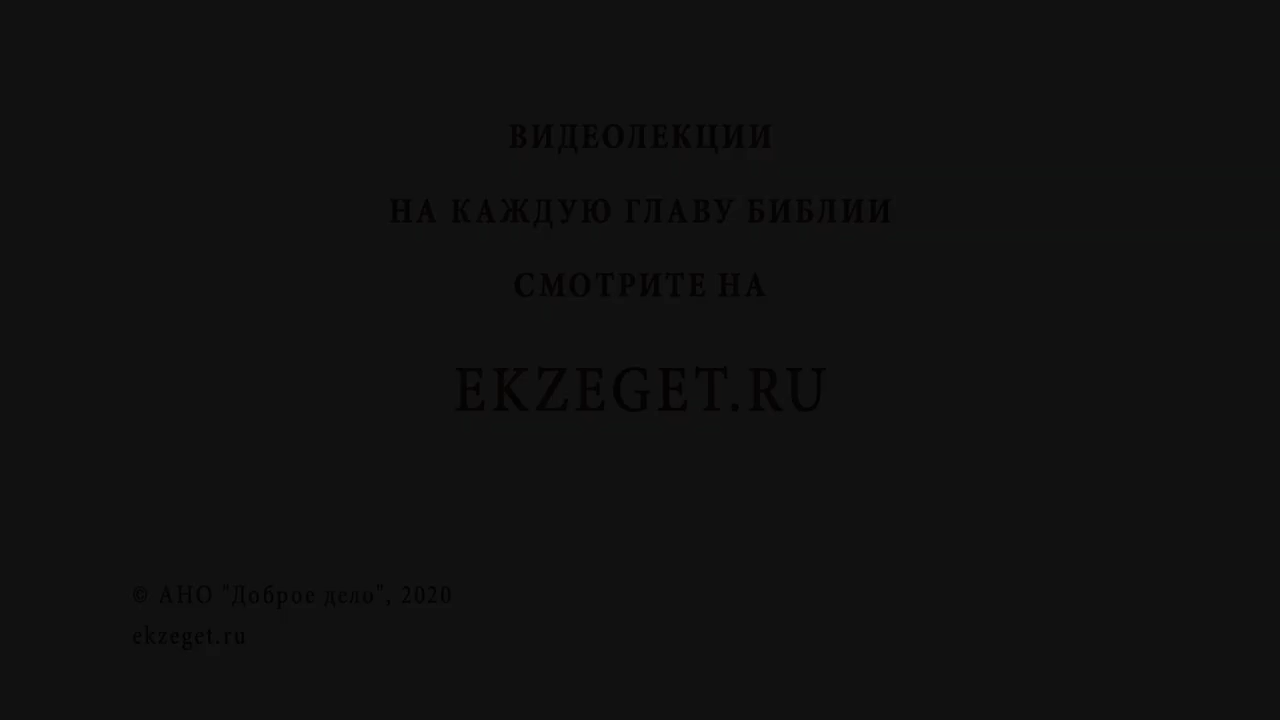 ВИДЕОЛЕКЦИИ
НА КАЖДУЮ ГЛАВУ БИБЛИИ
СМОТРИТЕ НА
EKZEGET.RU
© АНО "Доброе дело", 2020
ekzeget.ru